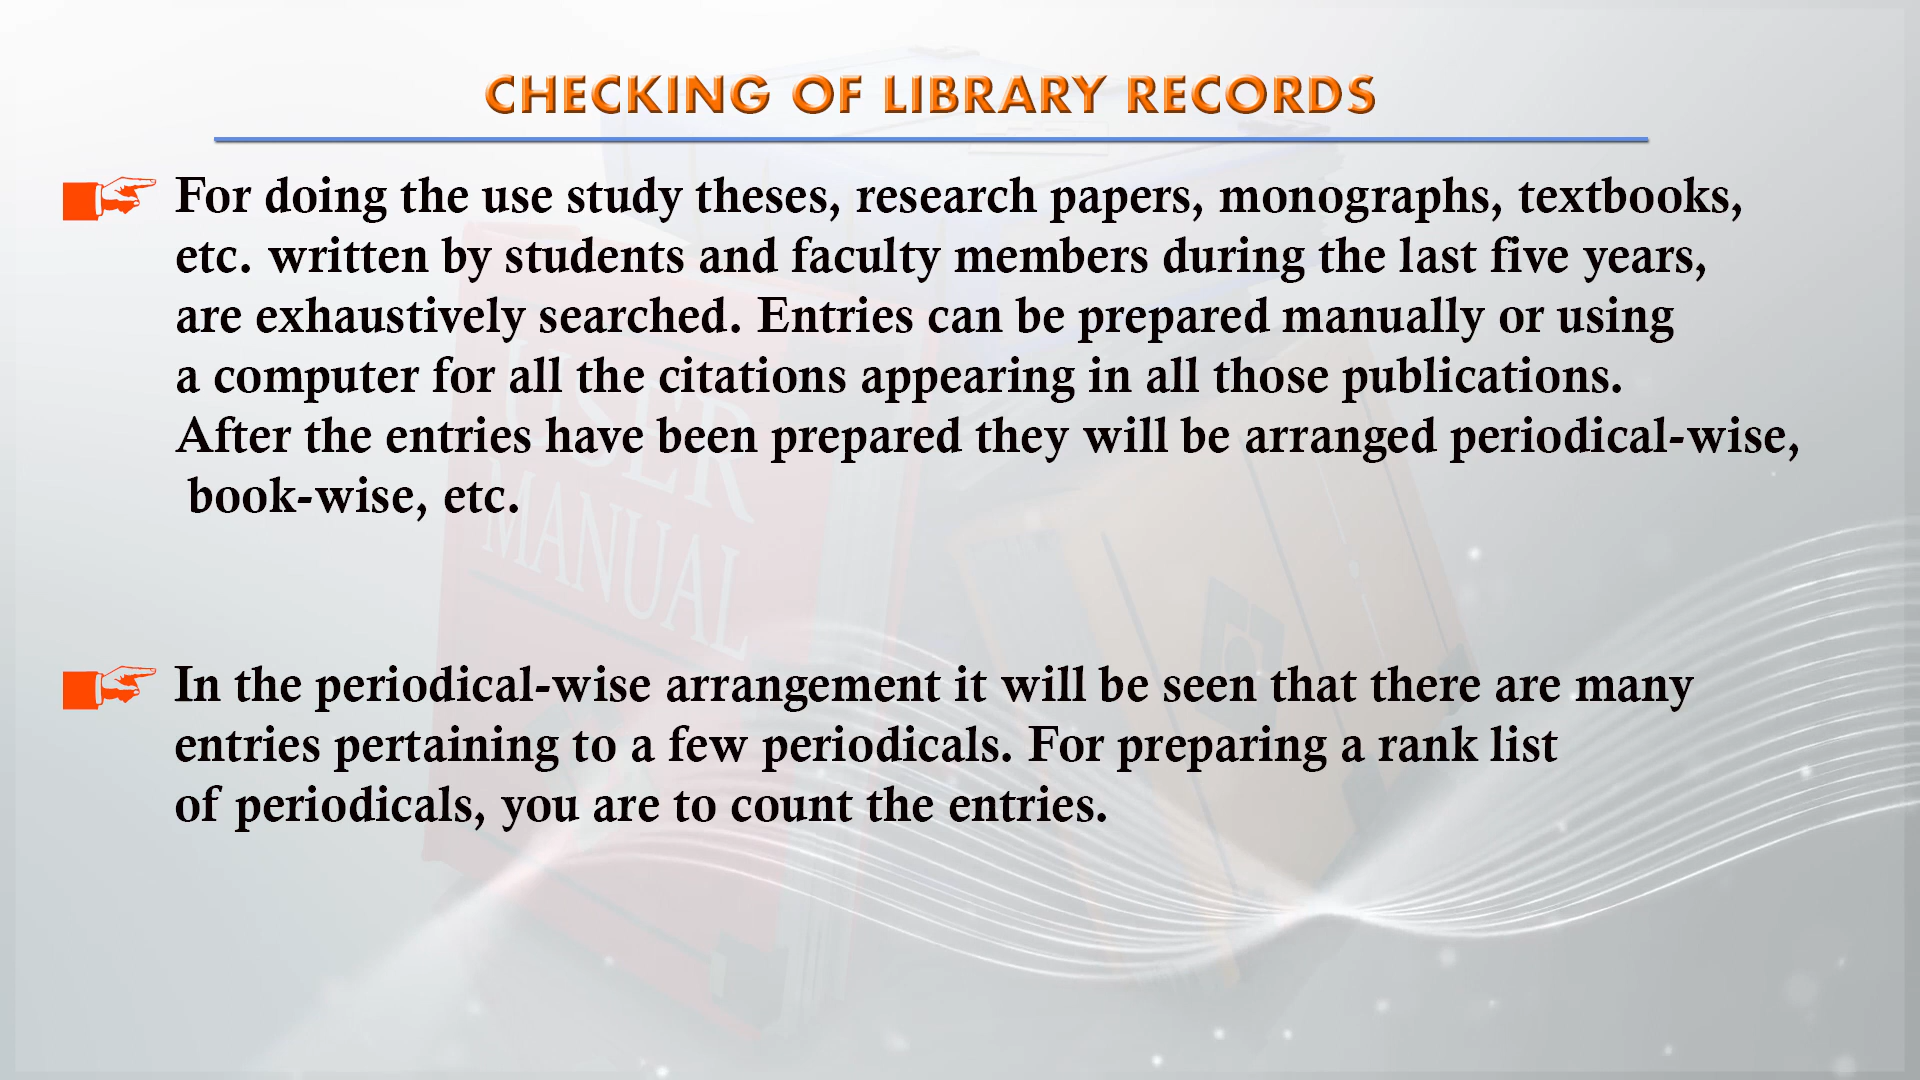 CHECKING OF LIBRARY RECORDS
For doing the use study theses, research papers, monographs, textbooks,
etc. written by students and faculty members during the last five years,
are exhaustively searched. Entries can be prepared manually or using
a computer for all the citations appearing in all those publications.
After the entries have been prepared they will be arranged periodical-wise,
book-wise, etc.
USER
MANUAL
In the periodical-wise arrangement it will be seen that there are many
entries pertaining to a few periodicals. For preparing a rank list
of periodicals, you are to count the entries.